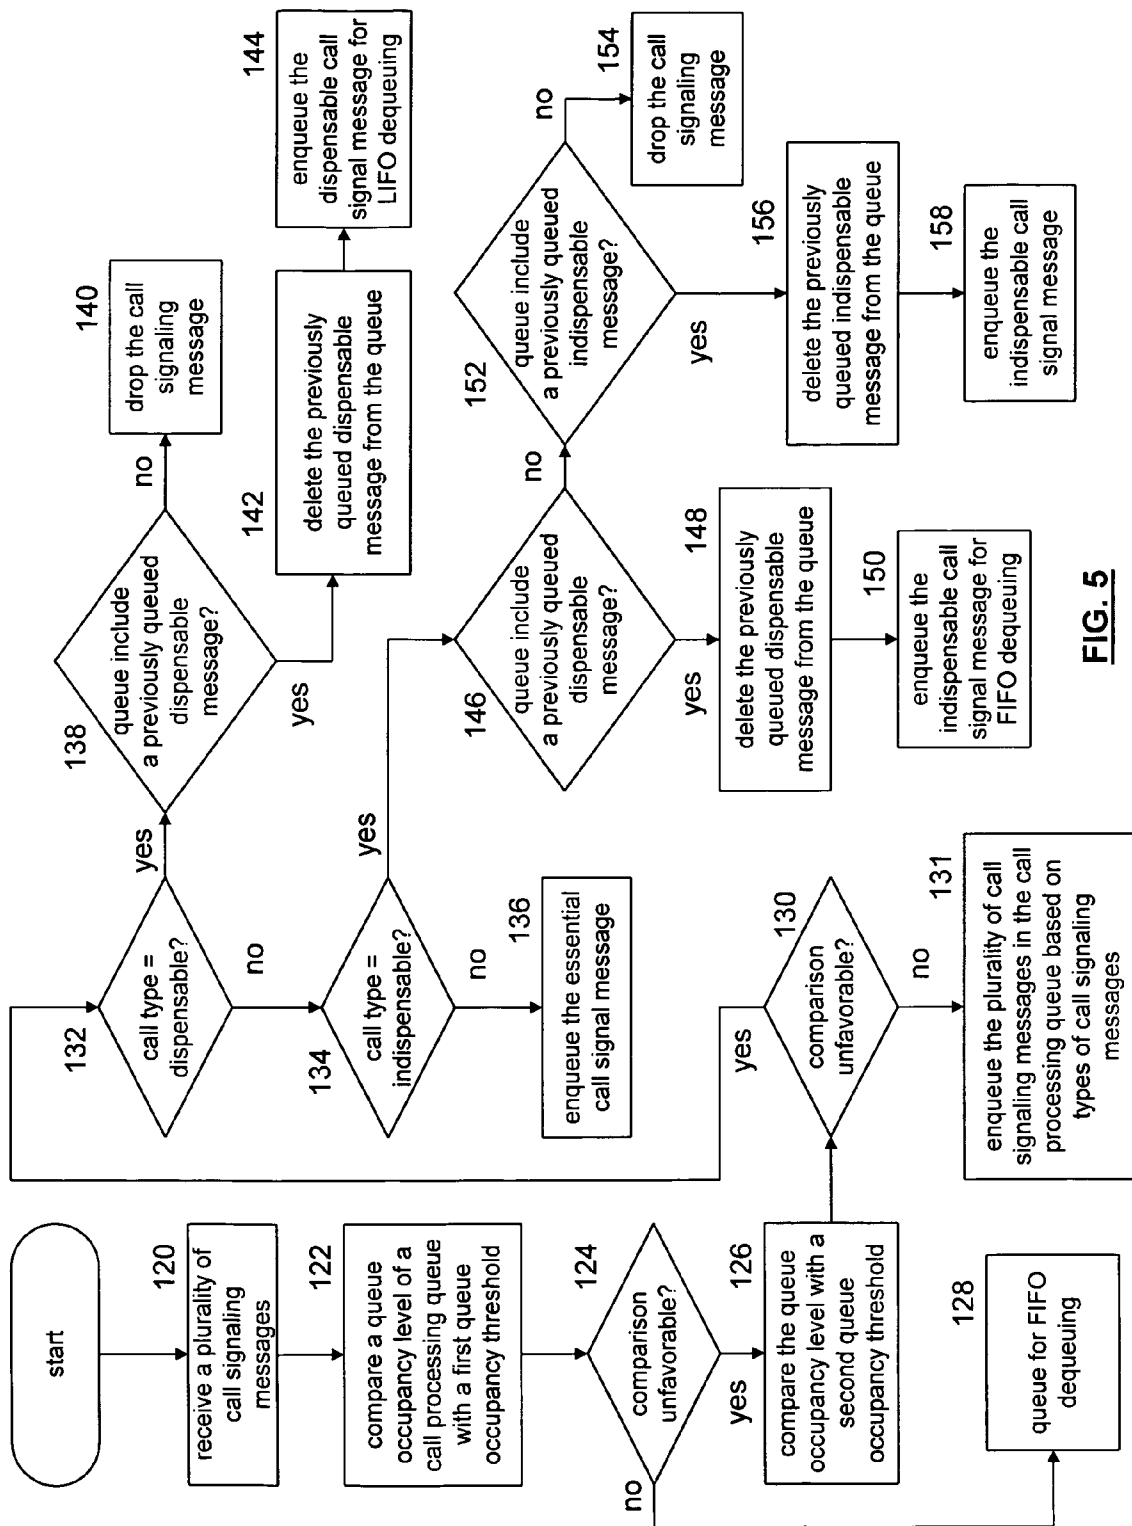 start
120
receive a plurality of
call signaling
messages
122
compare a queue
occupancy level of a
call processing queue
with a first queue
occupancy threshold
124
comparison
unfavorable?
no
yes
126
compare the queue
occupancy level with a
second queue
occupancy threshold
128
queue for FIFO
dequeuing
130
comparison
unfavorable?
yes
no
131
enqueue the plurality of call
signaling messages in the call
processing queue based on
types of call signaling
messages
132
call type =
dispensable?
yes
no
134
call type =
indispensable?
yes
no
136
enqueue the essential
call signal message
138
queue include
a previously queued
dispensable
message?
no
yes
140
drop the call
signaling
message
142
delete the previously
queued dispensable
message from the queue
144
enqueue the
dispensable call
signal message for
LIFO dequeuing
146
queue include
a previously queued
dispensable
message?
no
yes
148
delete the previously
queued dispensable
message from the queue
150
enqueue the
indispensable call
signal message for
FIFO dequeuing
152
queue include
a previously queued
indispensable
message?
no
yes
154
drop the call
signaling
message
156
delete the previously
queued indispensable
message from the queue
158
enqueue the
indispensable call
signal message
FIG. 5